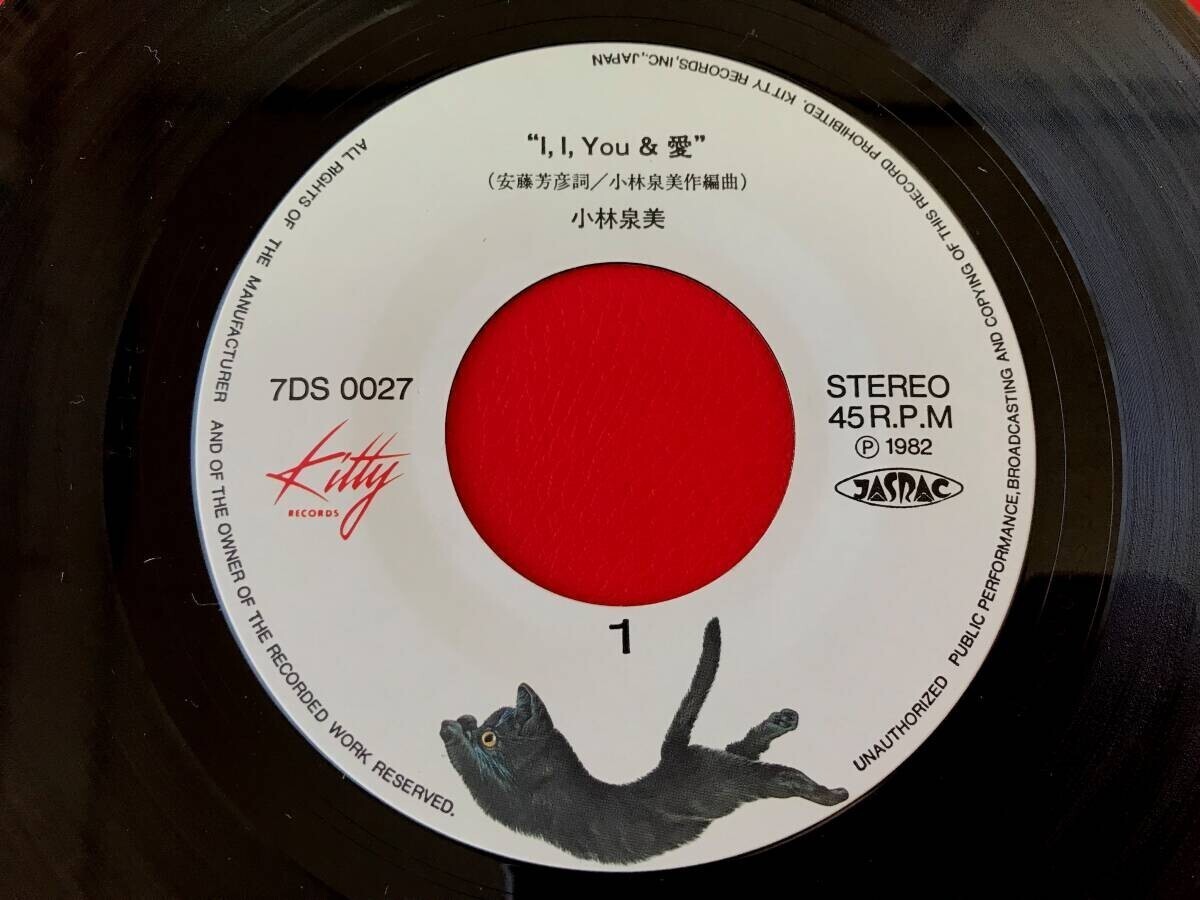 “I, I, You & 愛”
(安藤芳彦詞／小林泉美作編曲)
小林泉美
7DS 0027
Kitty
RECORDS
STEREO
45 R.P.M
Ⓟ 1982
JASRAC
1
ALL RIGHTS OF THE MANUFACTURER AND OF THE OWNER OF THE RECORDED WORK RESERVED.
UNAUTHORIZED PUBLIC PERFORMANCE, BROADCASTING AND COPYING OF THIS RECORD PROHIBITED. KITTY RECORDS, INC., JAPAN